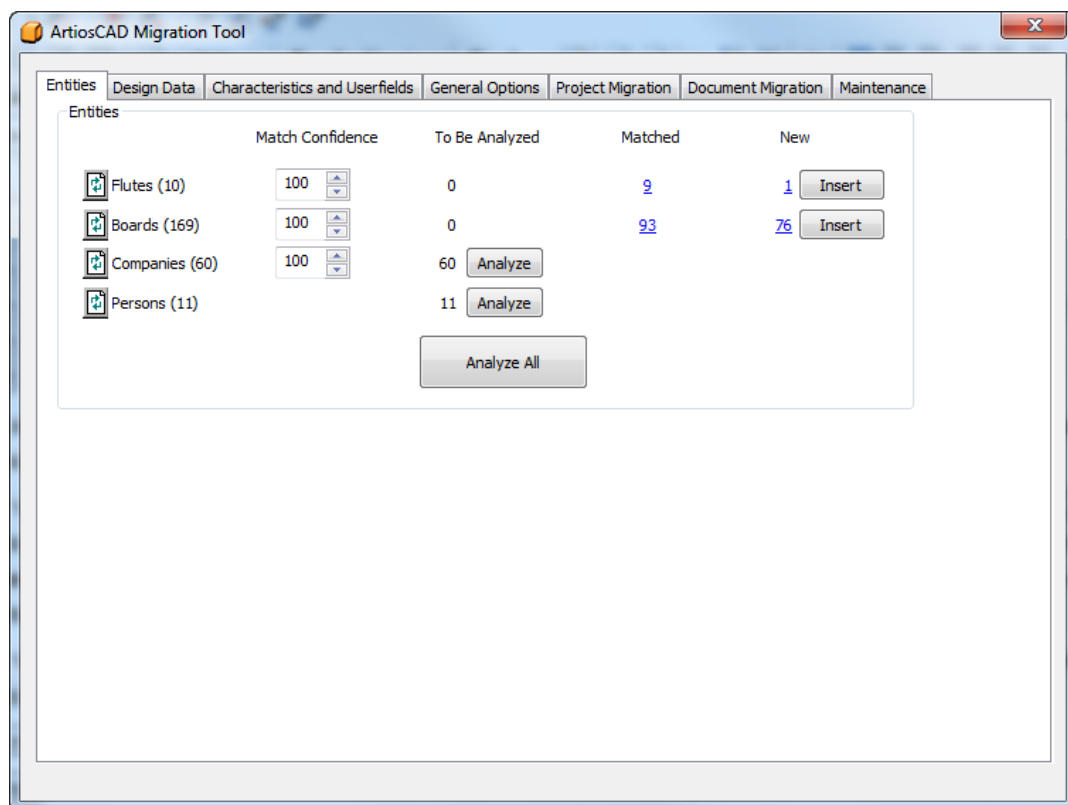 ArtiosCAD Migration Tool
Entities Design Data Characteristics and Userfields General Options Project Migration Document Migration Maintenance
Entities
Match Confidence To Be Analyzed Matched New
Flutes (10) 100 0 9 1 Insert
Boards (169) 100 0 93 76 Insert
Companies (60) 100 60 Analyze
Persons (11) 11 Analyze
Analyze All